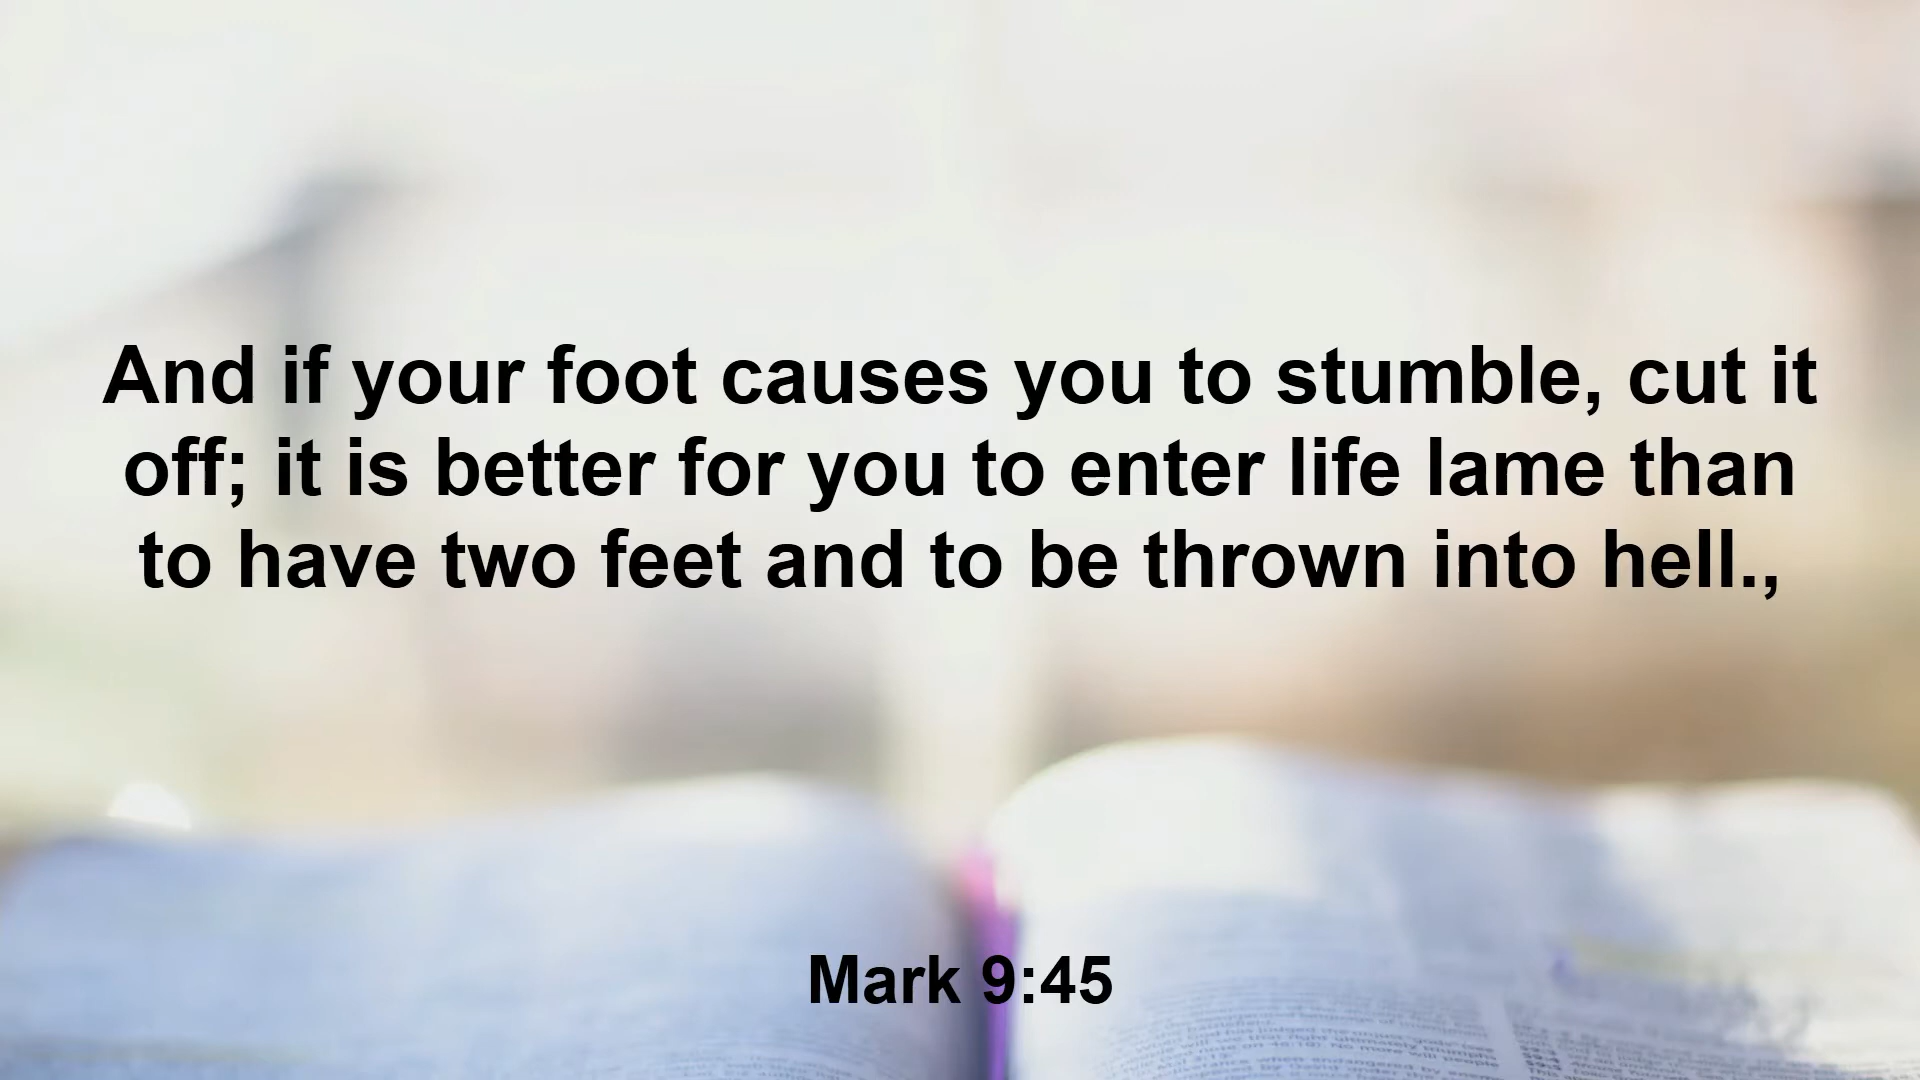 And if your foot causes you to stumble, cut it
off; it is better for you to enter life lame than
to have two feet and to be thrown into hell.,
Mark 9:45